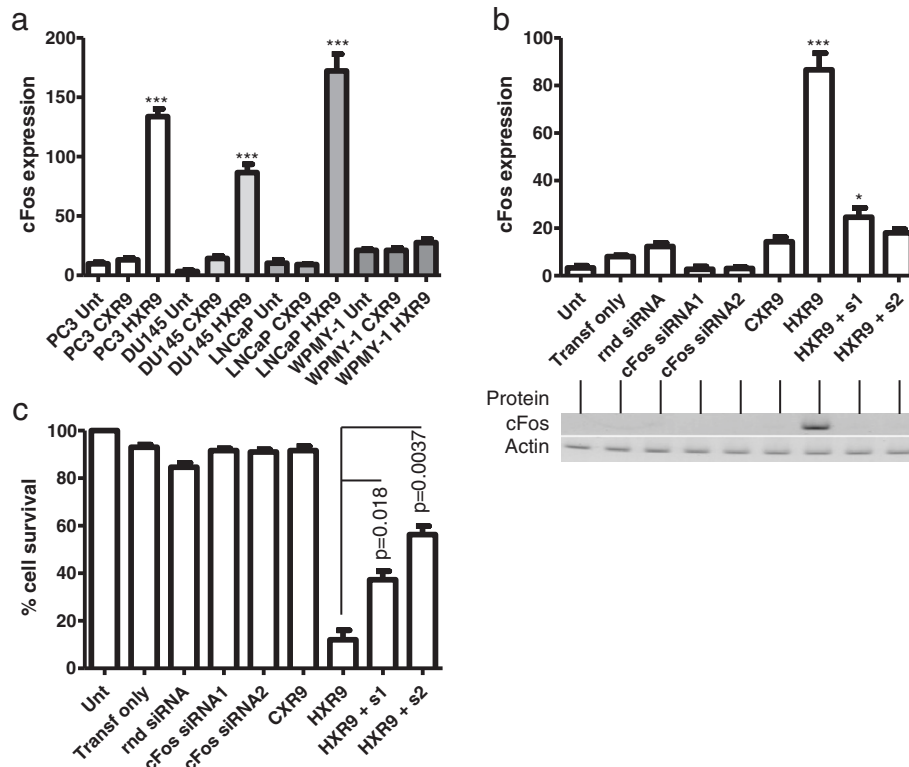 a
cFos expression
200
150
100
50
0
***
***
***
PC3 Unt
PC3 CXR9
PC3 HXR9
DU145 Unt
DU145 CXR9
DU145 HXR9
LNCaP Unt
LNCaP CXR9
LNCaP HXR9
WPMY-1 Unt
WPMY-1 CXR9
WPMY-1 HXR9
b
cFos expression
100
80
60
40
20
0
***
*
Unt
Transf only
rnd siRNA
cFos siRNA1
cFos siRNA2
CXR9
HXR9
HXR9 + s1
HXR9 + s2
Protein
cFos
Actin
c
% cell survival
100
80
60
40
20
0
p=0.018
p=0.0037
Unt
Transf only
rnd siRNA
cFos siRNA1
cFos siRNA2
CXR9
HXR9
HXR9 + s1
HXR9 + s2